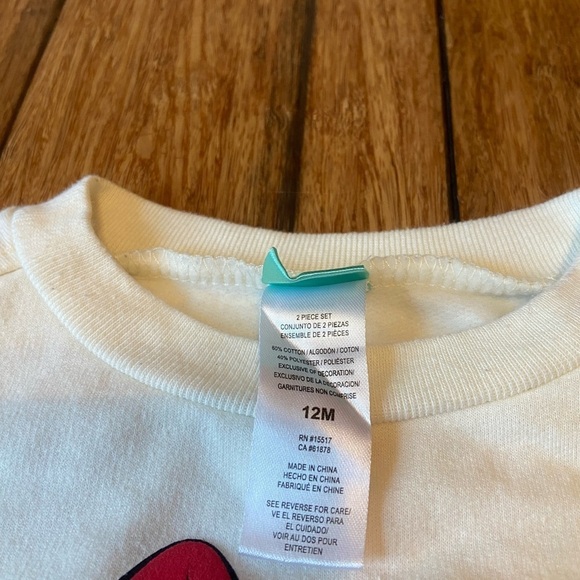 2 PIECE SET
CONJUNTO DE 2 PIEZAS
ENSEMBLE DE 2 PIÈCES
60% COTTON / ALGODÓN / COTON
40% POLYESTER / POLIÉSTER
EXCLUSIVE OF DECORATION/
EXCLUSIVO DE LA DECORACION/
GARNITURES NON COMPRISE
12M
RN #15517
CA #61878
MADE IN CHINA
HECHO EN CHINA
FABRIQUÉ EN CHINE
SEE REVERSE FOR CARE/
VE EL REVERSO PARA
EL CUIDADO/
VOIR AU DOS POUR
ENTRETIEN